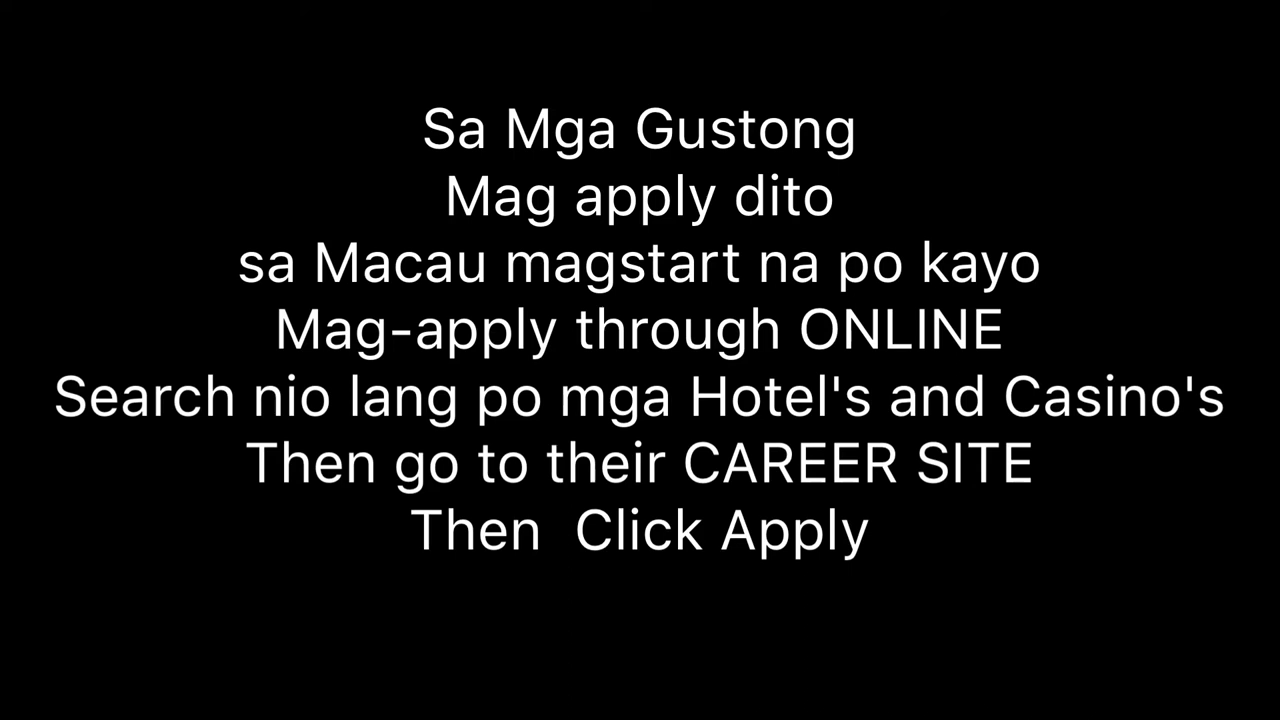 Sa Mga Gustong
Mag apply dito
sa Macau magstart na po kayo
Mag-apply through ONLINE
Search nio lang po mga Hotel's and Casino's
Then go to their CAREER SITE
Then  Click Apply